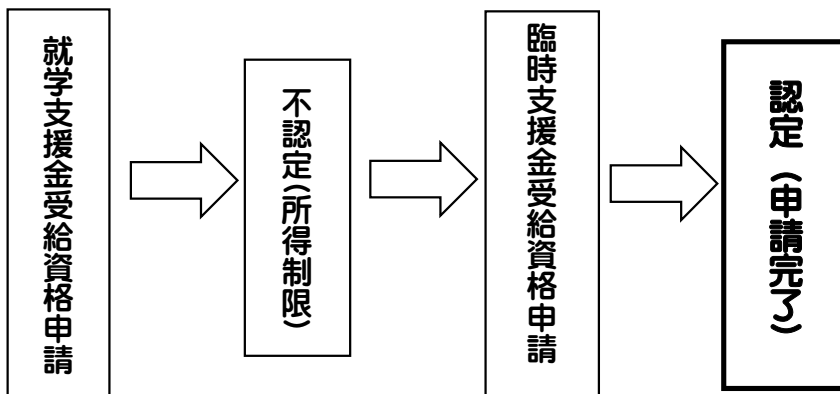 就学支援金受給資格申請
不認定（所得制限）
臨時支援金受給資格申請
認定（申請完了）